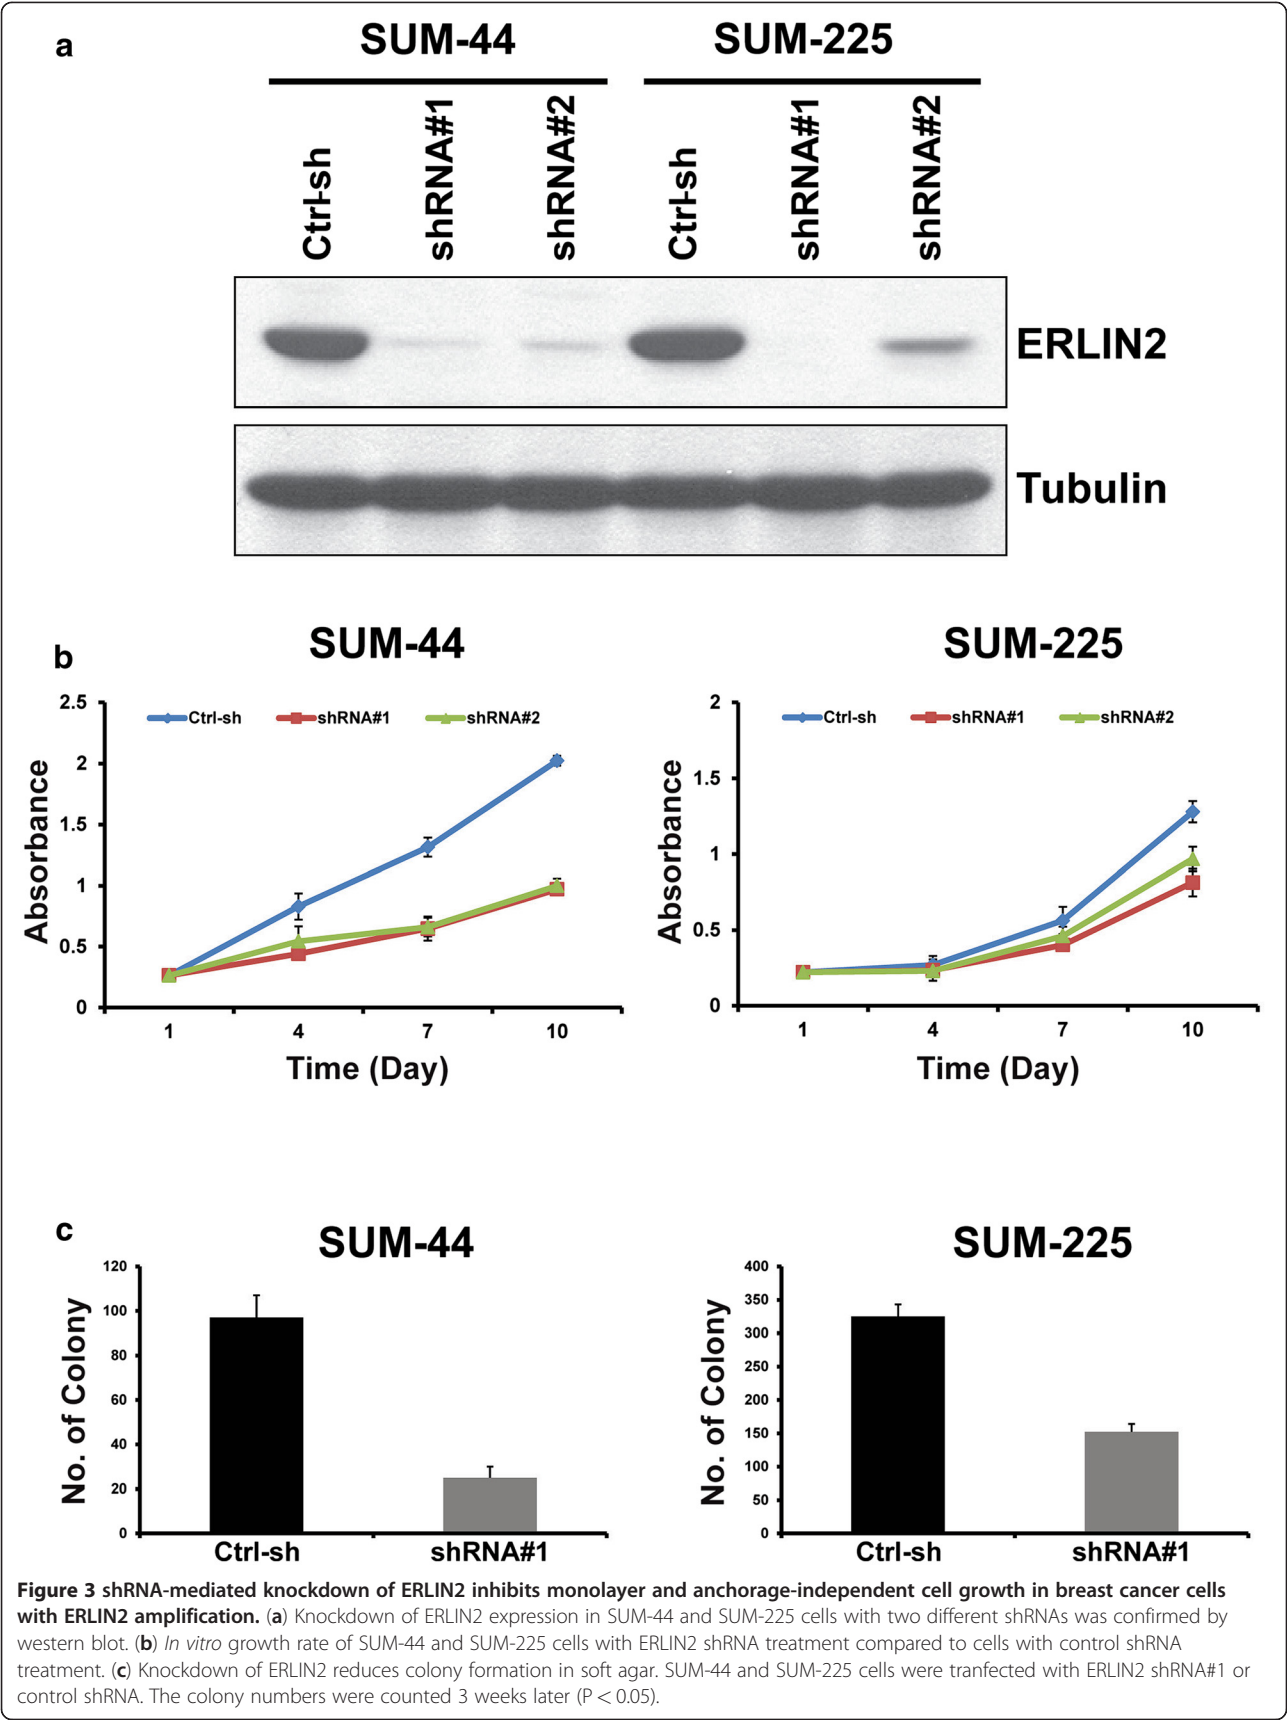 a
SUM-44
SUM-225
Ctrl-sh
shRNA#1
shRNA#2
Ctrl-sh
shRNA#1
shRNA#2
ERLIN2
Tubulin
b
SUM-44
Absorbance
2.5
2
1.5
1
0.5
0
Ctrl-sh shRNA#1 shRNA#2
1 4 7 10
Time (Day)
SUM-225
Absorbance
2
1.5
1
0.5
0
Ctrl-sh shRNA#1 shRNA#2
1 4 7 10
Time (Day)
c
SUM-44
No. of Colony
120
100
80
60
40
20
0
Ctrl-sh shRNA#1
SUM-225
No. of Colony
400
350
300
250
200
150
100
50
0
Ctrl-sh shRNA#1
Figure 3 shRNA-mediated knockdown of ERLIN2 inhibits monolayer and anchorage-independent cell growth in breast cancer cells
with ERLIN2 amplification. (a) Knockdown of ERLIN2 expression in SUM-44 and SUM-225 cells with two different shRNAs was confirmed by
western blot. (b) In vitro growth rate of SUM-44 and SUM-225 cells with ERLIN2 shRNA treatment compared to cells with control shRNA
treatment. (c) Knockdown of ERLIN2 reduces colony formation in soft agar. SUM-44 and SUM-225 cells were tranfected with ERLIN2 shRNA#1 or
control shRNA. The colony numbers were counted 3 weeks later (P < 0.05).